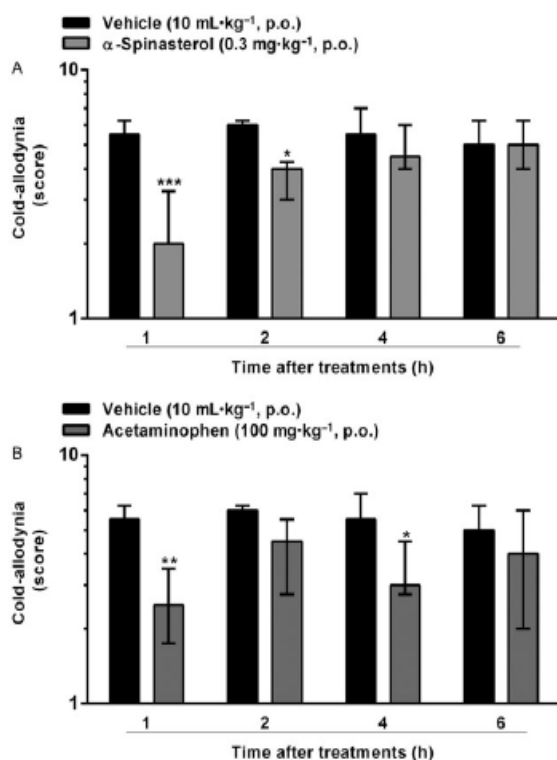 Vehicle (10 mL·kg⁻¹, p.o.)
α-Spinasterol (0.3 mg·kg⁻¹, p.o.)
A
10
Cold-allodynia
(score)
***
*
1
1 2 4 6
Time after treatments (h)
Vehicle (10 mL·kg⁻¹, p.o.)
Acetaminophen (100 mg·kg⁻¹, p.o.)
B
10
Cold-allodynia
(score)
**
*
1
1 2 4 6
Time after treatments (h)